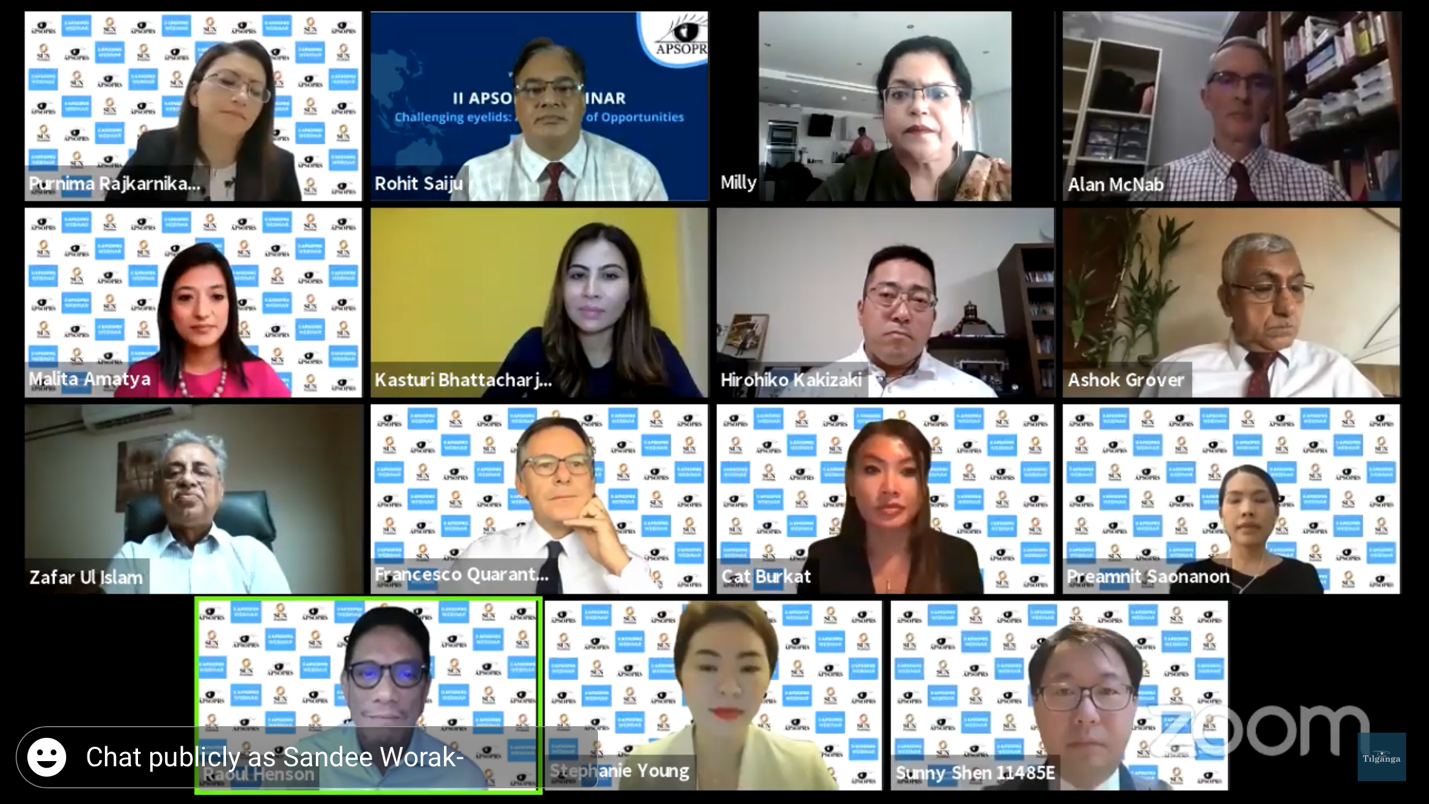 APSOPRS
II APSO INAR
Challenging eyelids: of Opportunities
Purnima Rajkarnika...
Rohit Saiju
Milly
Alan McNab
Malita Amatya
Kasturi Bhattacharj...
Hirohiko Kakizaki
Ashok Grover
Zafar Ul Islam
Francesco Quarant...
Cat Burkat
Preamnit Saonanon
Raoul Henson
Stephanie Young
Sunny Shen 11485E
zoom
Tilganga
Chat publicly as Sandee Worak-